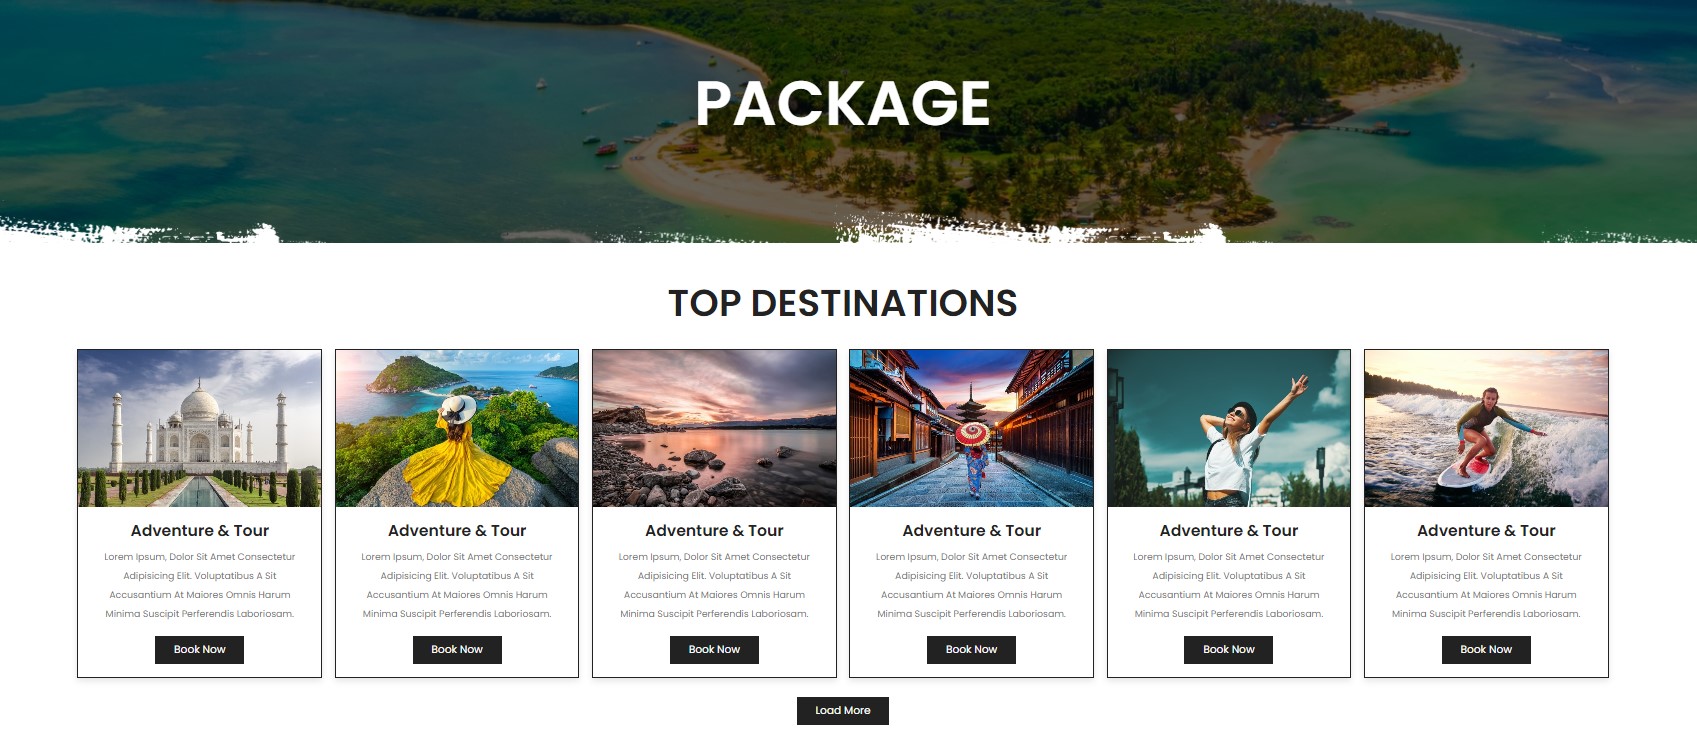 PACKAGE
TOP DESTINATIONS
Adventure & Tour
Lorem Ipsum, Dolor Sit Amet Consectetur
Adipisicing Elit. Voluptatibus A Sit
Accusantium At Maiores Omnis Harum
Minima Suscipit Perferendis Laboriosam.
Book Now
Adventure & Tour
Lorem Ipsum, Dolor Sit Amet Consectetur
Adipisicing Elit. Voluptatibus A Sit
Accusantium At Maiores Omnis Harum
Minima Suscipit Perferendis Laboriosam.
Book Now
Adventure & Tour
Lorem Ipsum, Dolor Sit Amet Consectetur
Adipisicing Elit. Voluptatibus A Sit
Accusantium At Maiores Omnis Harum
Minima Suscipit Perferendis Laboriosam.
Book Now
Adventure & Tour
Lorem Ipsum, Dolor Sit Amet Consectetur
Adipisicing Elit. Voluptatibus A Sit
Accusantium At Maiores Omnis Harum
Minima Suscipit Perferendis Laboriosam.
Book Now
Adventure & Tour
Lorem Ipsum, Dolor Sit Amet Consectetur
Adipisicing Elit. Voluptatibus A Sit
Accusantium At Maiores Omnis Harum
Minima Suscipit Perferendis Laboriosam.
Book Now
Adventure & Tour
Lorem Ipsum, Dolor Sit Amet Consectetur
Adipisicing Elit. Voluptatibus A Sit
Accusantium At Maiores Omnis Harum
Minima Suscipit Perferendis Laboriosam.
Book Now
Load More